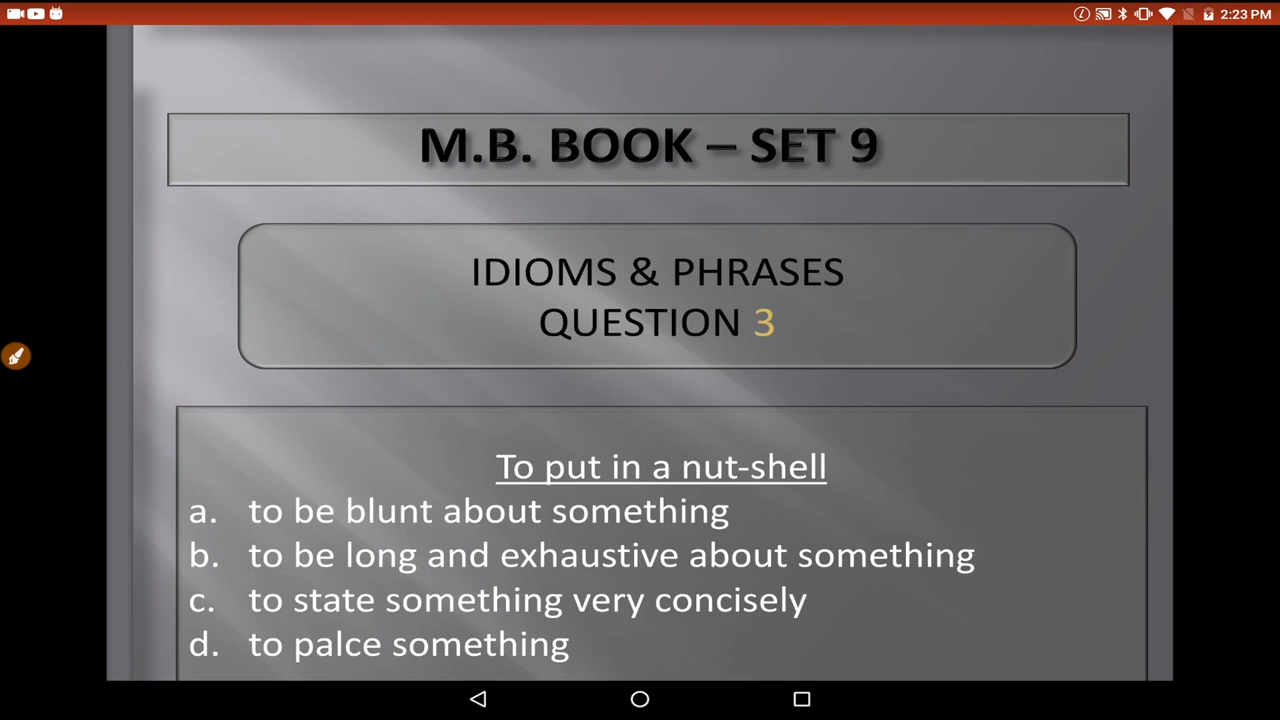 2:23 PM
M.B. BOOK – SET 9
IDIOMS & PHRASES
QUESTION 3
To put in a nut-shell
a. to be blunt about something
b. to be long and exhaustive about something
c. to state something very concisely
d. to palce something